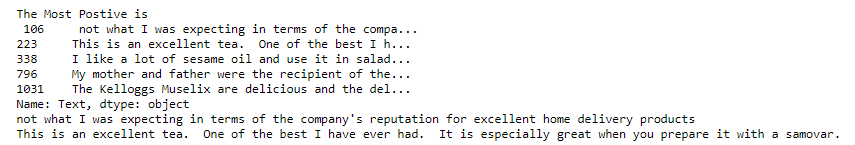 The Most Postive is
106 not what I was expecting in terms of the compa...
223 This is an excellent tea. One of the best I h...
338 I like a lot of sesame oil and use it in salad...
796 My mother and father were the recipient of the...
1031 The Kelloggs Muselix are delicious and the del...
Name: Text, dtype: object
not what I was expecting in terms of the company's reputation for excellent home delivery products
This is an excellent tea. One of the best I have ever had. It is especially great when you prepare it with a samovar.